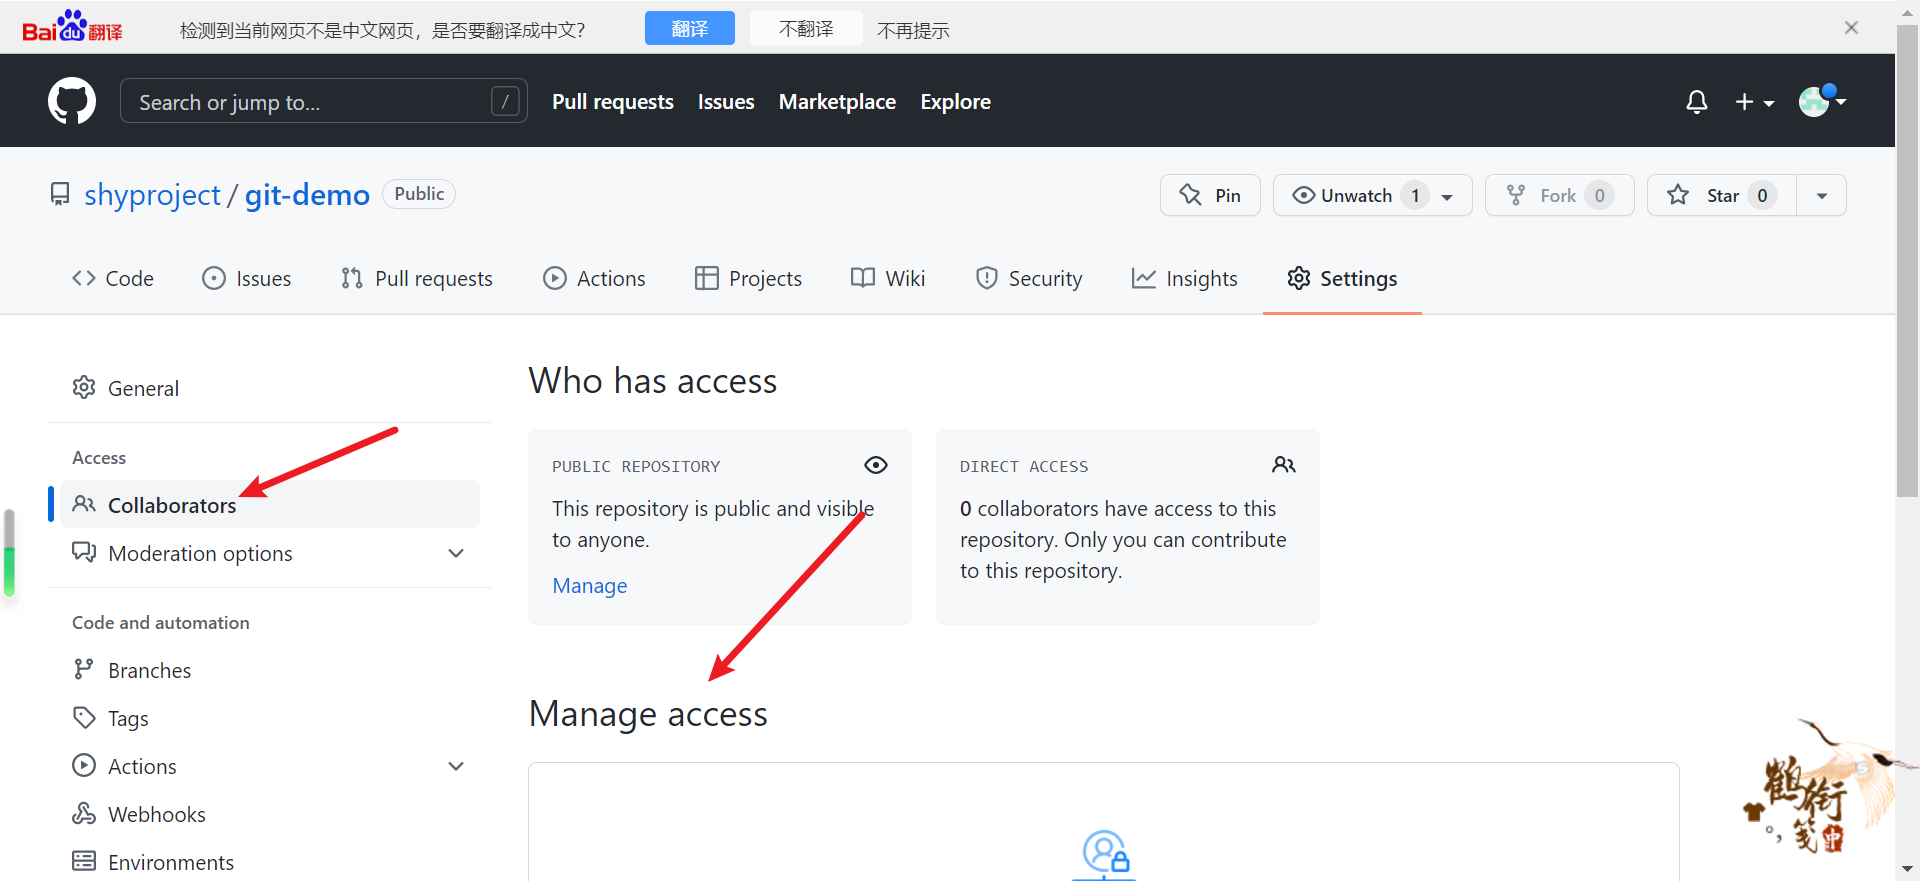 Bai du 翻译 检测到当前网页不是中文网页，是否要翻译成中文？ 翻译 不翻译 不再提示
Search or jump to... / Pull requests Issues Marketplace Explore
shyproject / git-demo Public Pin Unwatch 1 Fork 0 Star 0
Code Issues Pull requests Actions Projects Wiki Security Insights Settings
General
Access
Collaborators
Moderation options
Code and automation
Branches
Tags
Actions
Webhooks
Environments
Who has access
PUBLIC REPOSITORY
This repository is public and visible
to anyone.
Manage
DIRECT ACCESS
0 collaborators have access to this
repository. Only you can contribute
to this repository.
Manage access
鹤衔笺
中